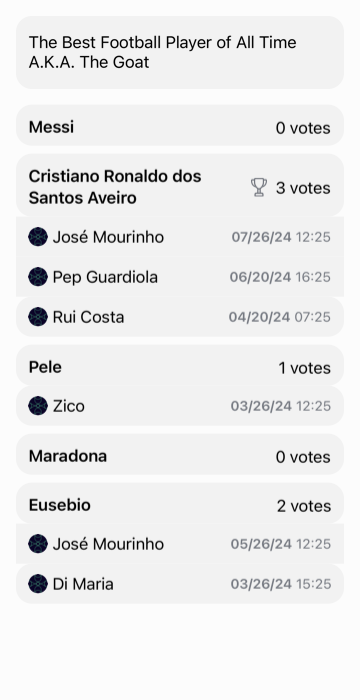 The Best Football Player of All Time
A.K.A. The Goat
Messi 0 votes
Cristiano Ronaldo dos
Santos Aveiro
3 votes
José Mourinho 07/26/24 12:25
Pep Guardiola 06/20/24 16:25
Rui Costa 04/20/24 07:25
Pele 1 votes
Zico 03/26/24 12:25
Maradona 0 votes
Eusebio 2 votes
José Mourinho 05/26/24 12:25
Di Maria 03/26/24 15:25